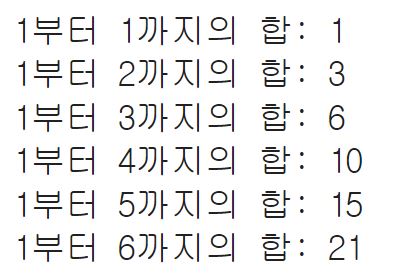 1부터 1까지의 합: 1
1부터 2까지의 합: 3
1부터 3까지의 합: 6
1부터 4까지의 합: 10
1부터 5까지의 합: 15
1부터 6까지의 합: 21